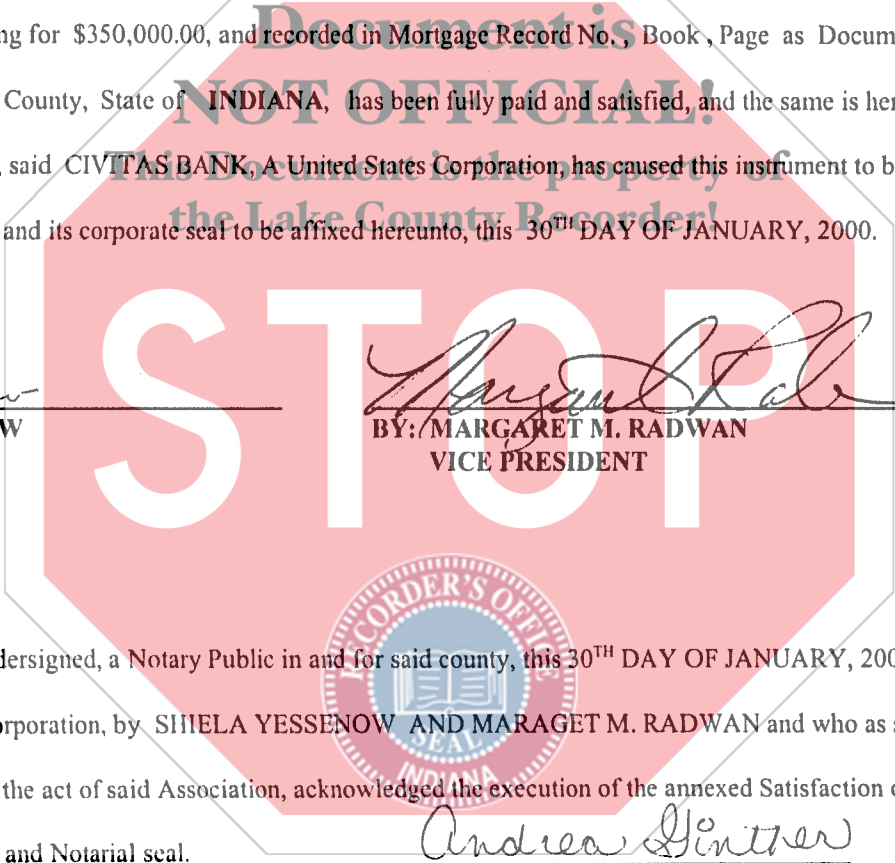 Document is
ng for $350,000.00, and recorded in Mortgage Record No. , Book , Page as Docum
NOT OFFICIAL!
County, State of INDIANA, has been fully paid and satisfied, and the same is her
This Document is the property of
, said CIVITAS BANK, A United States Corporation, has caused this instrument to b
the Lake County Recorder!
and its corporate seal to be affixed hereunto, this 30TH DAY OF JANUARY, 2000.
STOP
W
BY: MARGARET M. RADWAN
VICE PRESIDENT
RECORDER'S OFFICE
SEAL
INDIANA
dersigned, a Notary Public in and for said county, this 30TH DAY OF JANUARY, 200
orporation, by SHIELA YESSENOW AND MARAGET M. RADWAN and who as s
the act of said Association, acknowledged the execution of the annexed Satisfaction o
and Notarial seal.
Andrea Ginther